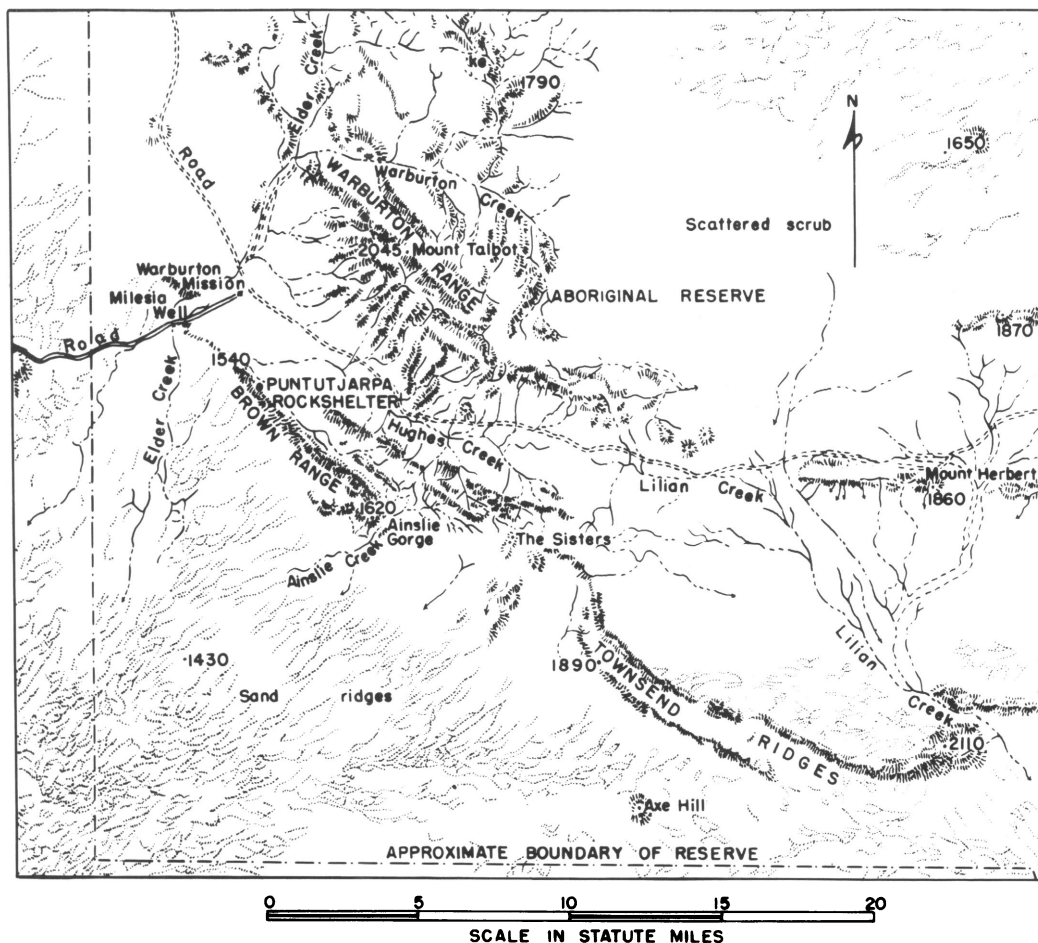 Elder Creek
ke
1790
N
1650
Road
Warburton
Creek
WARBURTON
RANGE
Scattered scrub
2045 Mount Talbot
Warburton
Mission
Milesia
Well
ABORIGINAL RESERVE
Road
1870
1540
PUNTUTJARPA
ROCKSHELTER
Elder Creek
BROWN
RANGE
Hughes Creek
Lilian Creek
Mount Herbert
1860
1620
Ainslie
Gorge
The Sisters
Ainslie Creek
Lilian
Creek
1430
1890
Sand ridges
TOWNSEND
RIDGES
2110
Axe Hill
APPROXIMATE BOUNDARY OF RESERVE
0 5 10 15 20
SCALE IN STATUTE MILES